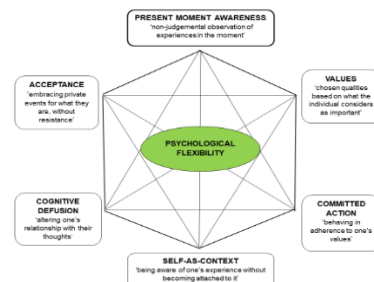 PRESENT MOMENT AWARENESS
'non-judgemental observation of
experiences in the moment'
ACCEPTANCE
'embracing private
events for what they
are, without
resistance'
VALUES
'chosen qualities
based on what the
individual considers
as important'
PSYCHOLOGICAL
FLEXIBILITY
COGNITIVE
DEFUSION
'altering one's
relationship with their
thoughts'
COMMITTED
ACTION
'behaving in
adherence to one's
values'
SELF-AS-CONTEXT
'being aware of one's experience without
becoming attached to it'